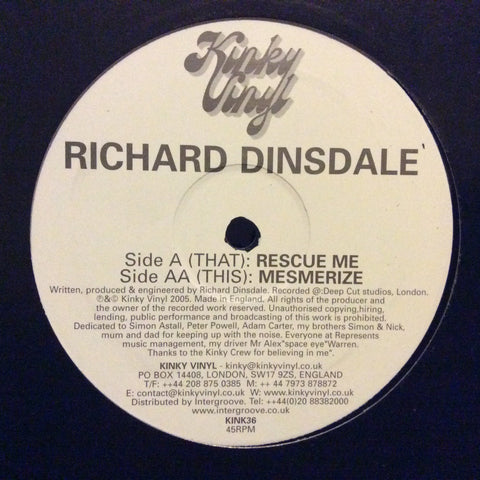 Kinky
Vinyl
RICHARD DINSDALE
Side A (THAT): RESCUE ME
Side AA (THIS): MESMERIZE
Written, produced & engineered by Richard Dinsdale. Recorded @:Deep Cut studios, London.
℗&© Kinky Vinyl 2005. Made in England. All rights of the producer and
the owner of the recorded work reserved. Unauthorised copying,hiring,
lending, public performance and broadcasting of this work is prohibited.
Dedicated to Simon Astall, Peter Powell, Adam Carter, my brothers Simon & Nick,
mum and dad for keeping up with the noise. Everyone at Represents
music management, my driver Mr Alex"space eye"Warren.
Thanks to the Kinky Crew for believing in me".
KINKY VINYL - kinky@kinkyvinyl.co.uk
PO BOX 14408, LONDON, SW17 9ZS, ENGLAND
T/F: ++44 208 875 0385 M: ++ 44 7973 878872
E: contact@kinkyvinyl.co.uk W: www.kinkyvinyl.co.uk
Distributed by Intergroove. Tel: ++44(0)20 88382000
www.intergroove.co.uk
KINK36
45RPM